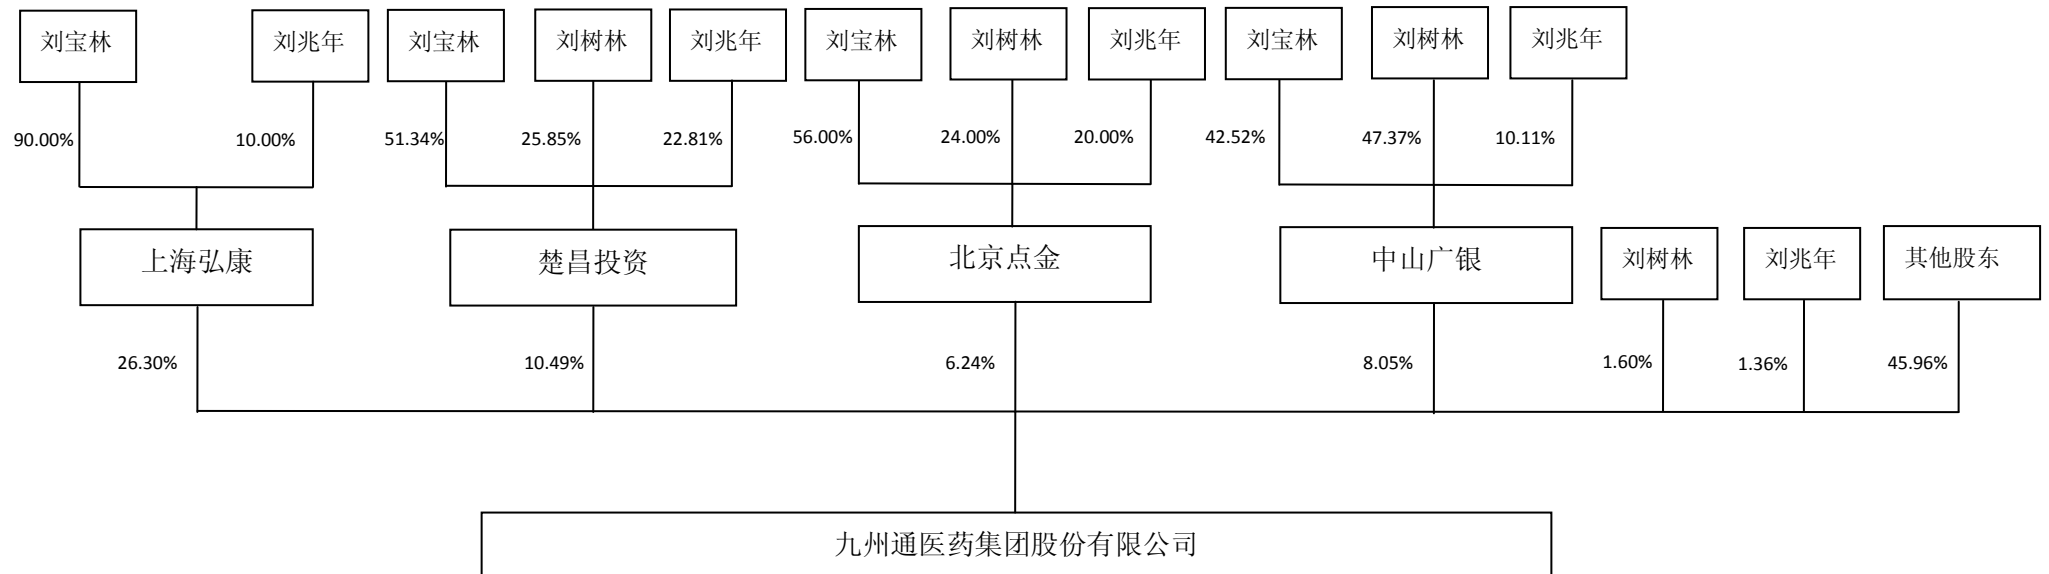 刘宝林
刘兆年
刘宝林
刘树林
刘兆年
刘宝林
刘树林
刘兆年
刘宝林
刘树林
刘兆年
90.00%
10.00%
51.34%
25.85%
22.81%
56.00%
24.00%
20.00%
42.52%
47.37%
10.11%
上海弘康
楚昌投资
北京点金
中山广银
刘树林
刘兆年
其他股东
26.30%
10.49%
6.24%
8.05%
1.60%
1.36%
45.96%
九州通医药集团股份有限公司